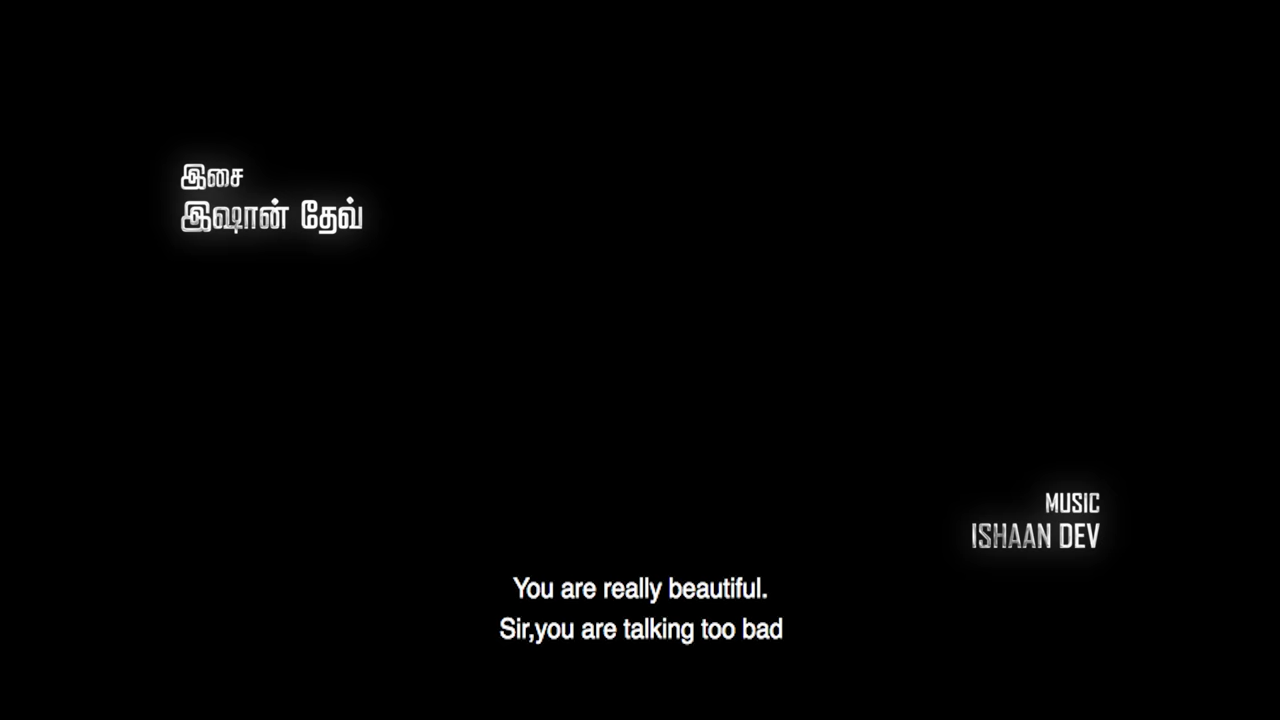 இசை
இஷான் தேவ்
MUSIC
ISHAAN DEV
You are really beautiful.
Sir,you are talking too bad